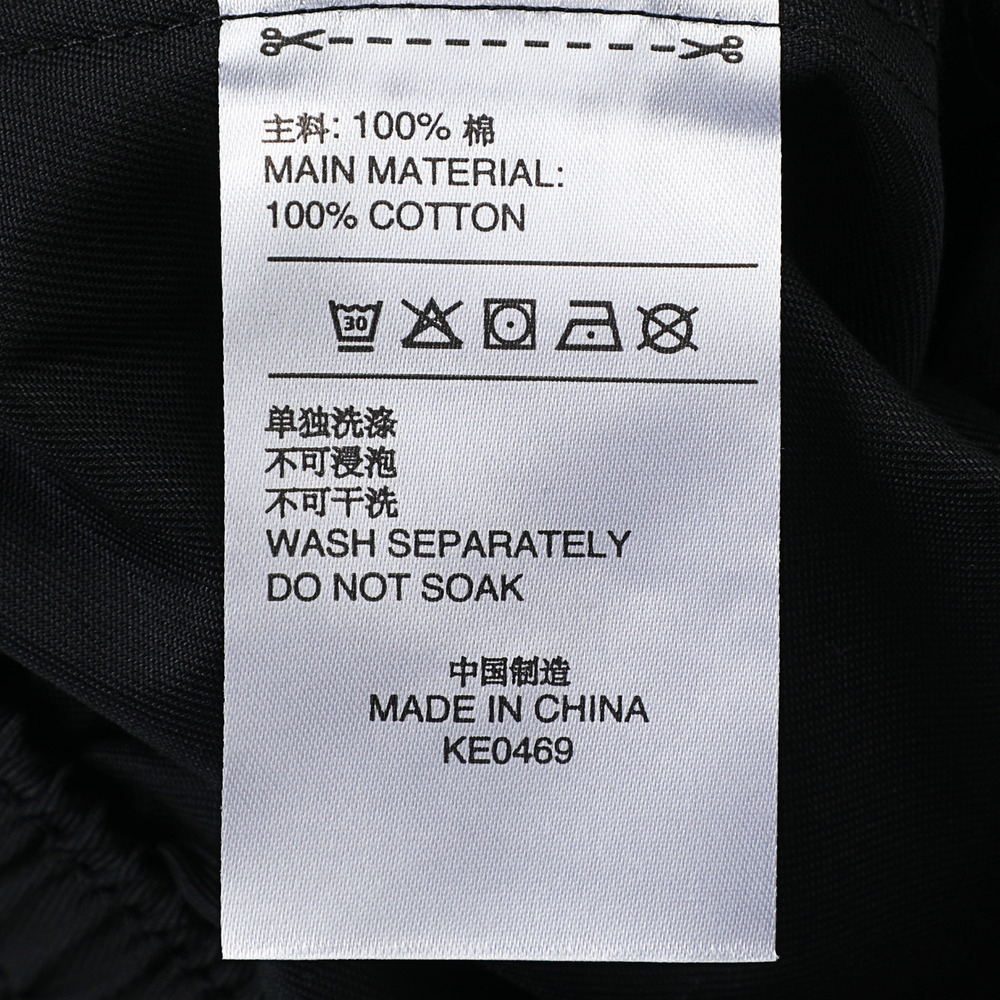 主料: 100% 棉
MAIN MATERIAL:
100% COTTON
30
单独洗涤
不可浸泡
不可干洗
WASH SEPARATELY
DO NOT SOAK
中国制造
MADE IN CHINA
KE0469